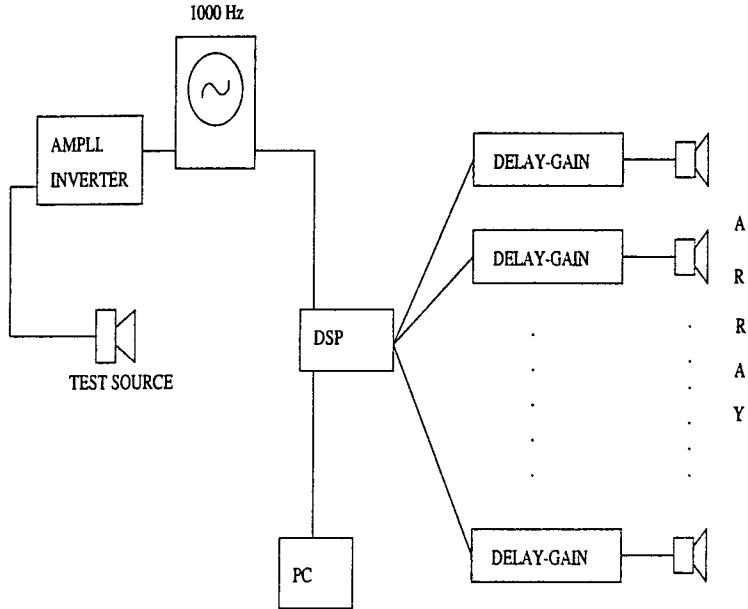 1000 Hz
AMPLL
INVERTER
TEST SOURCE
DSP
PC
DELAY-GAIN
DELAY-GAIN
DELAY-GAIN
A
R
R
A
Y